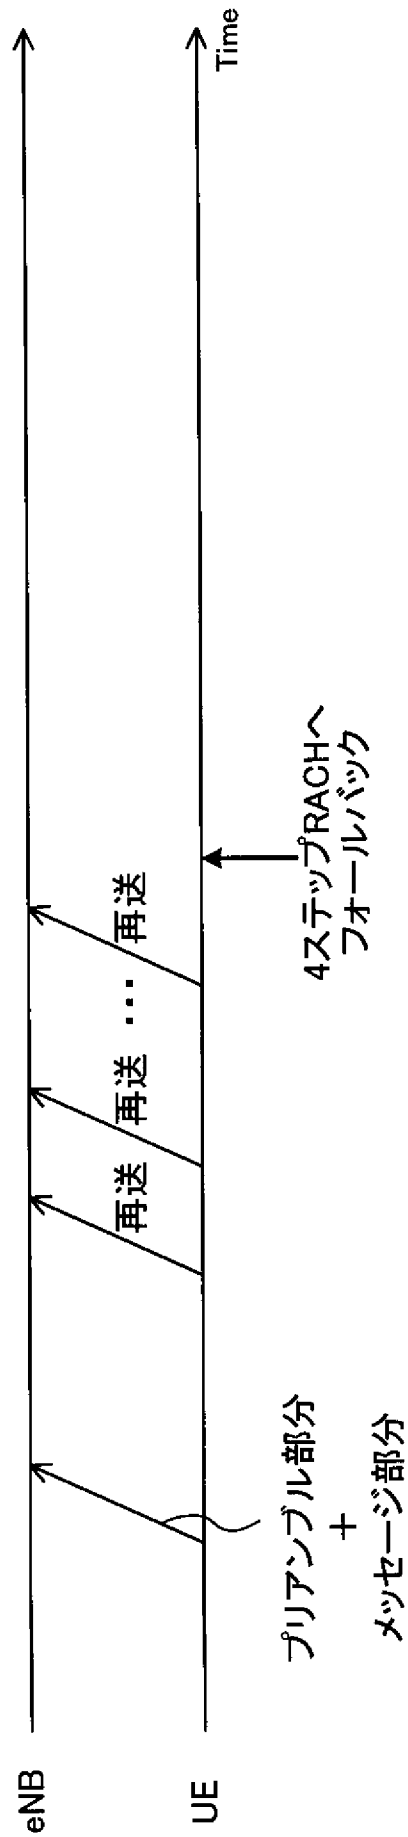 eNB
UE
Time
プリアンブル部分
+
メッセージ部分
再送
再送
・・・
再送
4ステップRACHへ
フォールバック